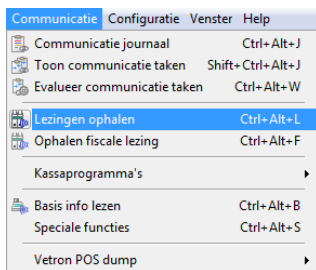 Communicatie Configuratie Venster Help
Communicatie journaal Ctrl+Alt+J
Toon communicatie taken Shift+Ctrl+Alt+J
Evalueer communicatie taken Ctrl+Alt+W
Lezingen ophalen Ctrl+Alt+L
Ophalen fiscale lezing Ctrl+Alt+F
Kassaprogramma's
Basis info lezen Ctrl+Alt+B
Speciale functies Ctrl+Alt+S
Vetron POS dump